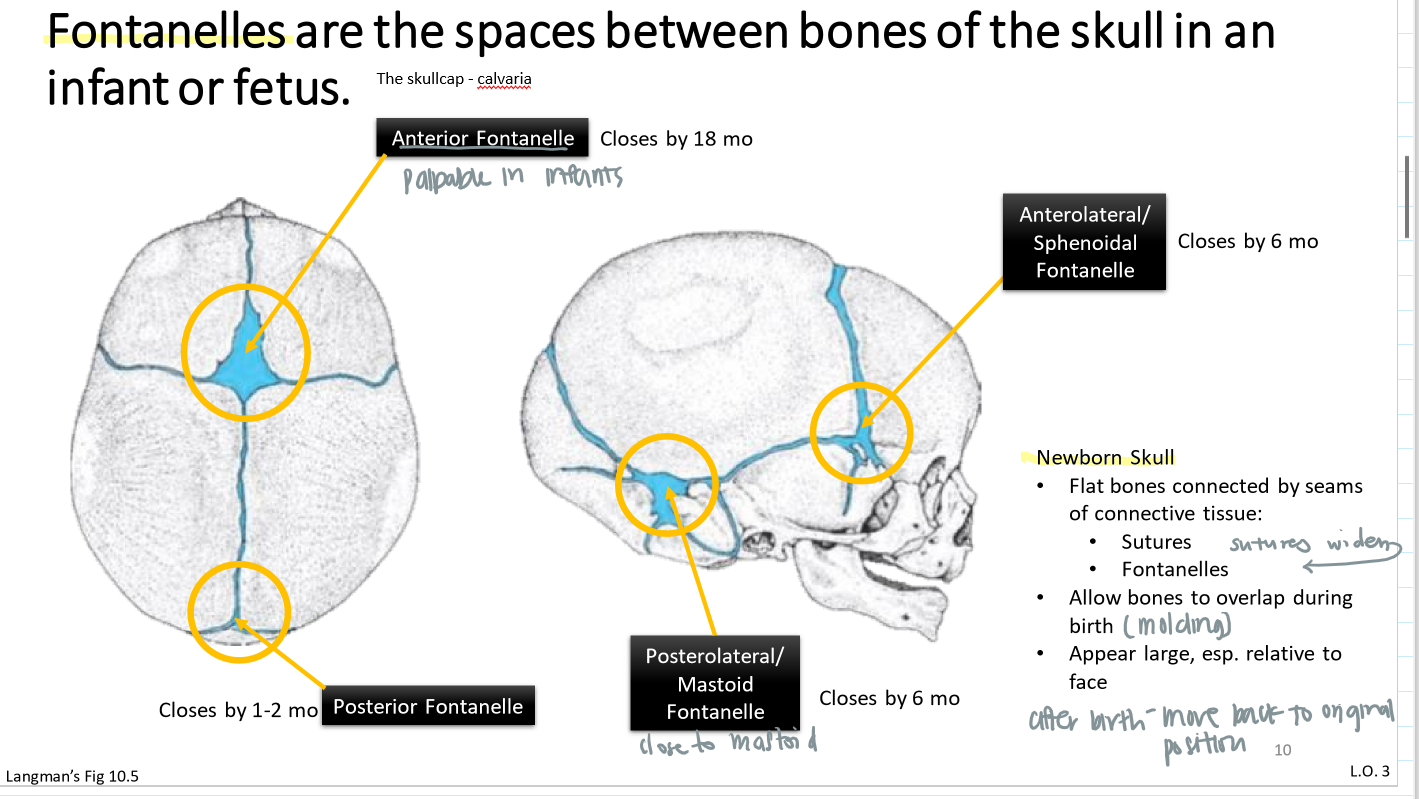 Fontanelles are the spaces between bones of the skull in an
infant or fetus.
The skullcap - calvaria
Anterior Fontanelle
Closes by 18 mo
palpable in infants
Anterolateral/
Sphenoidal
Fontanelle
Closes by 6 mo
Newborn Skull
• Flat bones connected by seams
of connective tissue:
• Sutures
sutures widen
• Fontanelles
• Allow bones to overlap during
birth (molding)
• Appear large, esp. relative to
face
after birth - move back to original
position
Posterolateral/
Mastoid
Fontanelle
Closes by 6 mo
close to mastoid
Closes by 1-2 mo
Posterior Fontanelle
10
L.O. 3
Langman's Fig 10.5